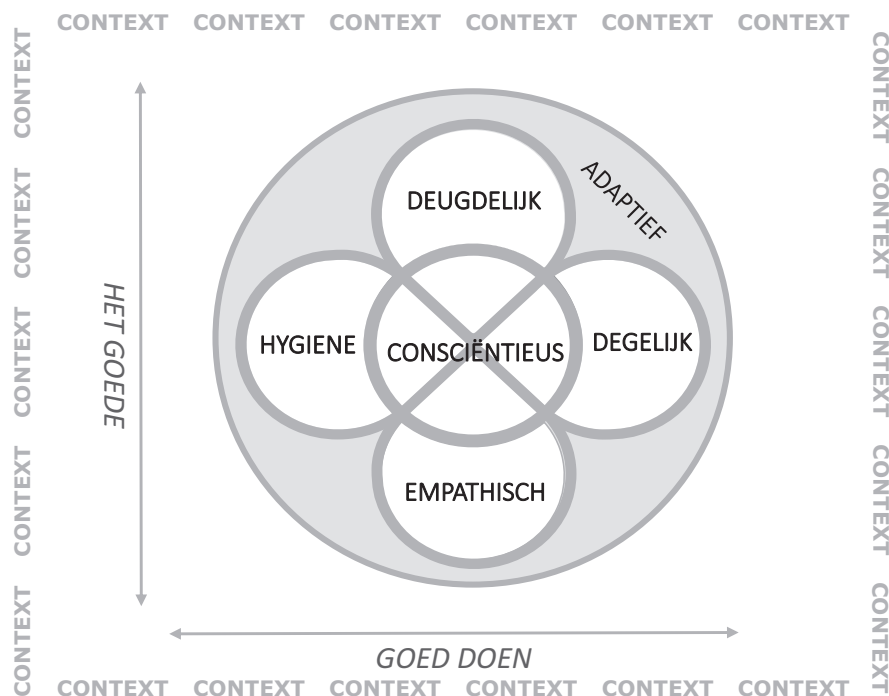 CONTEXT CONTEXT CONTEXT CONTEXT CONTEXT CONTEXT
CONTEXT
CONTEXT
CONTEXT
CONTEXT
CONTEXT
HET GOEDE
ADAPTIEF
DEUGDELIJK
HYGIENE
CONSCIËNTIEUS
DEGELIJK
EMPATHISCH
GOED DOEN
CONTEXT
CONTEXT
CONTEXT
CONTEXT
CONTEXT
CONTEXT CONTEXT CONTEXT CONTEXT CONTEXT CONTEXT